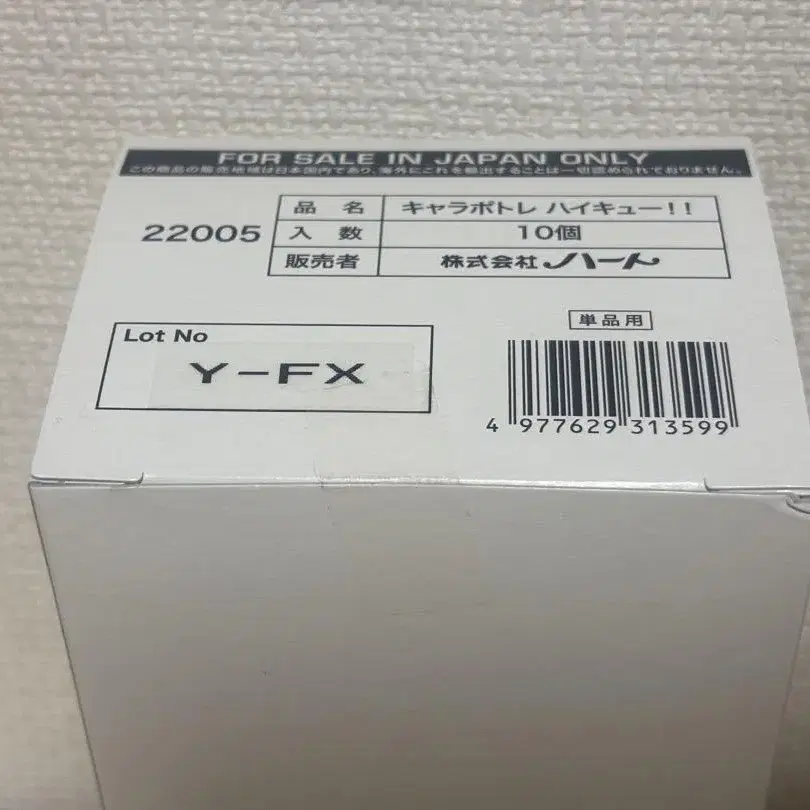 FOR SALE IN JAPAN ONLY
この商品の販売地域は日本国内であり、海外にこれを輸出することは一切認められておりません。
22005
品 名 キャラポトレ ハイキュー!!
入 数 10個
販売者 株式会社ハート
Lot No
Y-FX
単品用
4 977629 313599